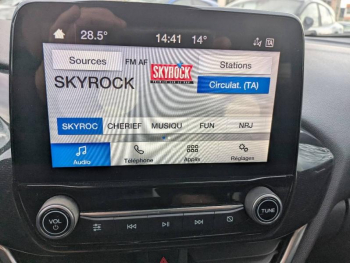 28.5° 14:41 14° TA
Sources FM AF SKYROCK Stations
SKYROCK Circulat. (TA)
SKYROC CHERIEF MUSIQU FUN NRJ
Audio Téléphone Applis Réglages
VOL TUNE